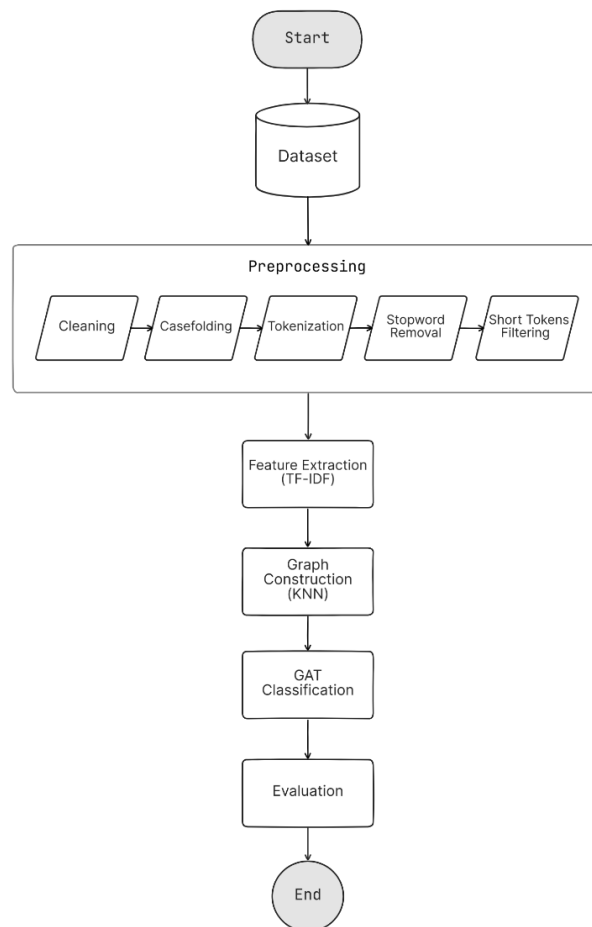 Start
Dataset
Preprocessing
Cleaning
Casefolding
Tokenization
Stopword
Removal
Short Tokens
Filtering
Feature Extraction
(TF-IDF)
Graph
Construction
(KNN)
GAT
Classification
Evaluation
End